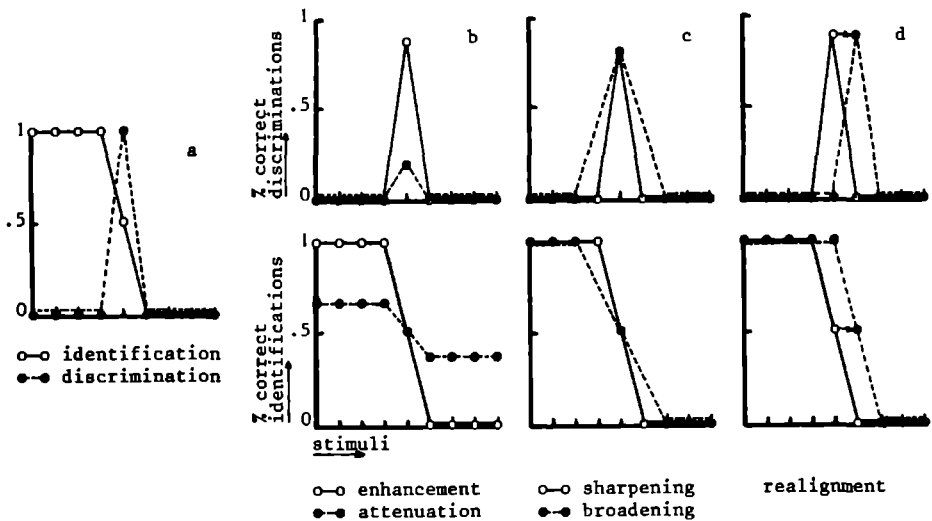 a
1
.5
0
identification
discrimination
b
c
d
% correct
discriminations
1
.5
0
% correct
identifications
1
.5
0
stimuli
enhancement
attenuation
sharpening
broadening
realignment